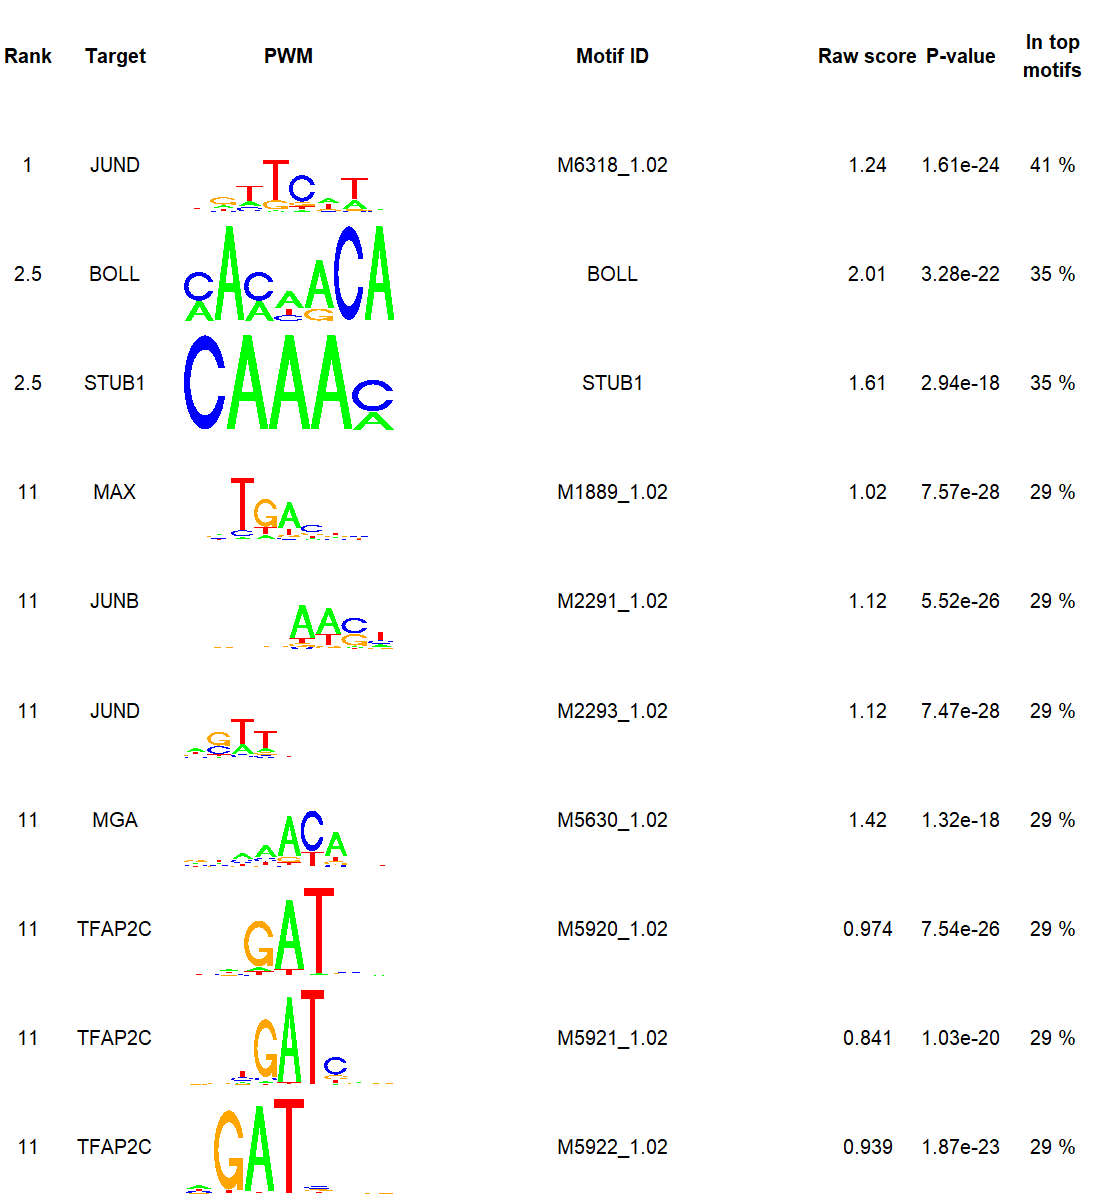 Rank Target PWM Motif ID Raw score P-value In top motifs
1 JUND M6318_1.02 1.24 1.61e-24 41 %
2.5 BOLL BOLL 2.01 3.28e-22 35 %
2.5 STUB1 STUB1 1.61 2.94e-18 35 %
11 MAX M1889_1.02 1.02 7.57e-28 29 %
11 JUNB M2291_1.02 1.12 5.52e-26 29 %
11 JUND M2293_1.02 1.12 7.47e-28 29 %
11 MGA M5630_1.02 1.42 1.32e-18 29 %
11 TFAP2C M5920_1.02 0.974 7.54e-26 29 %
11 TFAP2C M5921_1.02 0.841 1.03e-20 29 %
11 TFAP2C M5922_1.02 0.939 1.87e-23 29 %